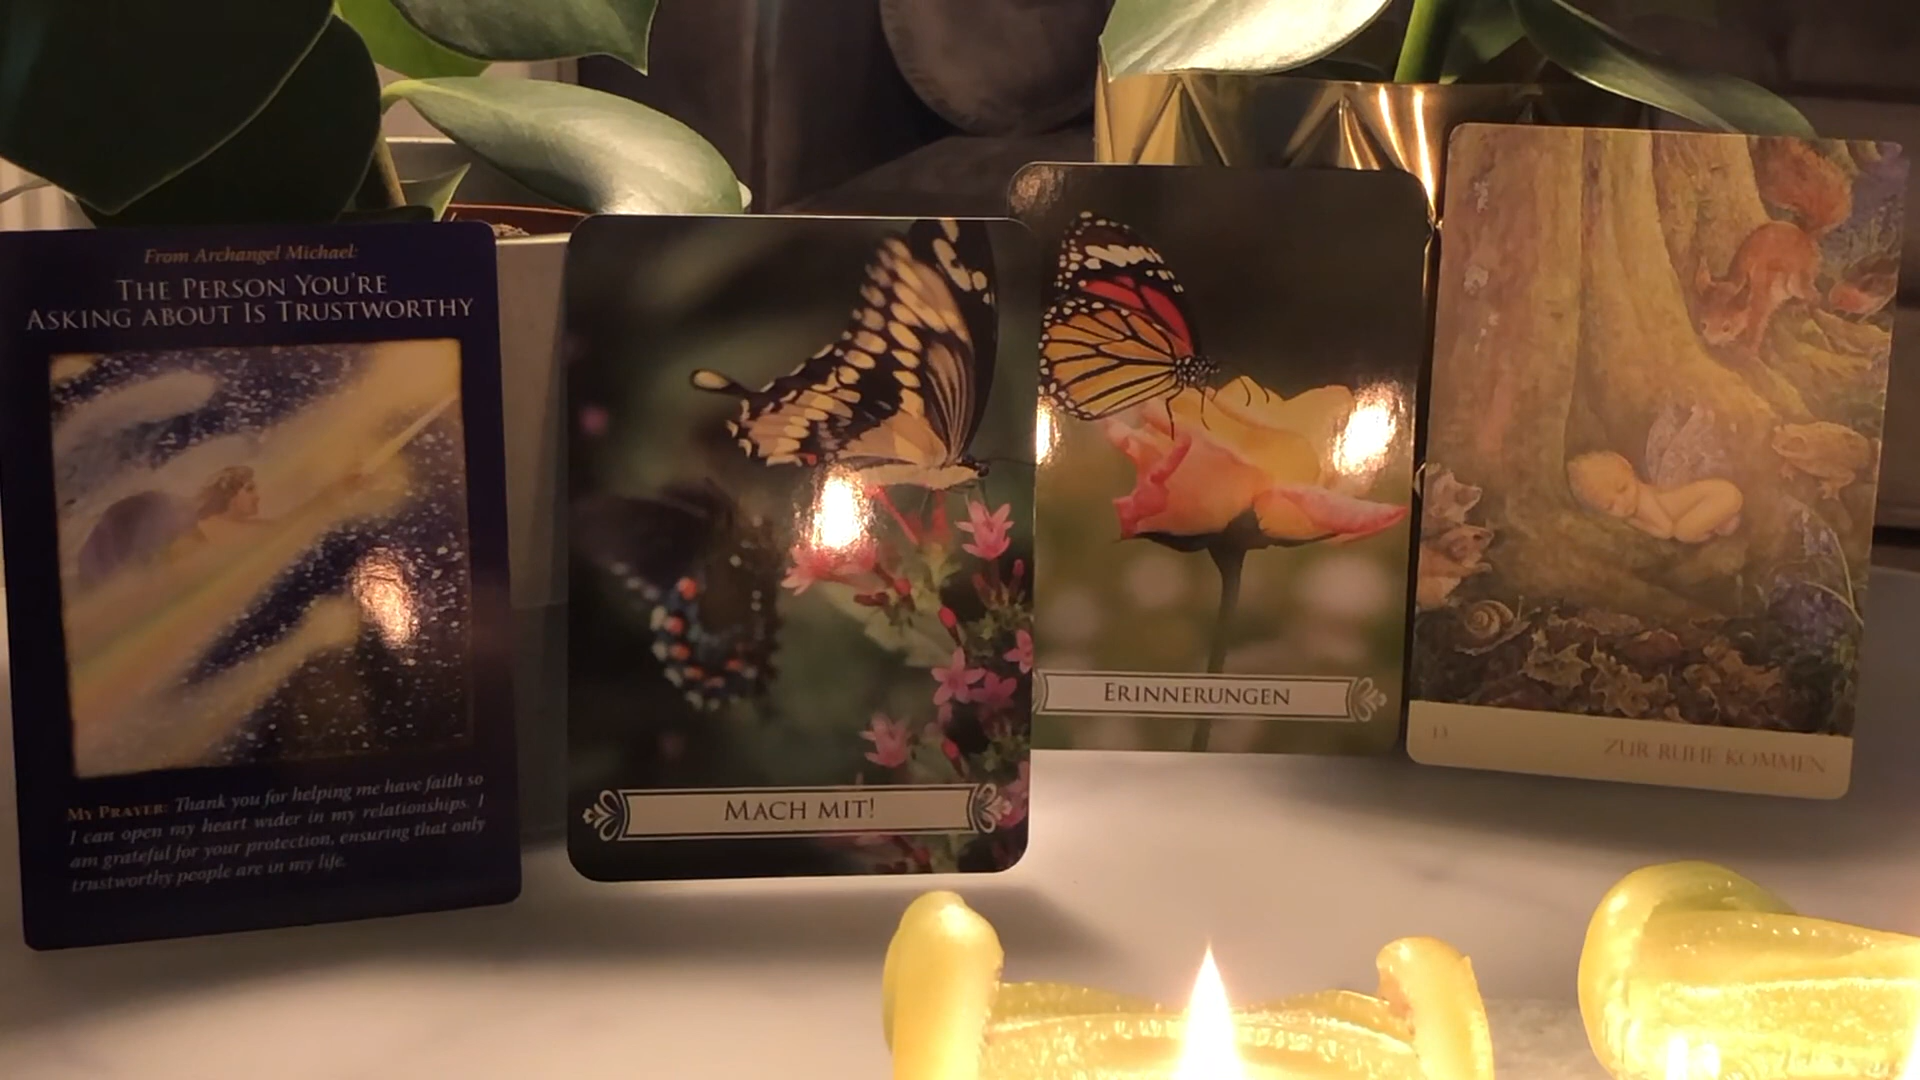 From Archangel Michael:
THE PERSON YOU'RE
ASKING ABOUT IS TRUSTWORTHY
MY PRAYER: Thank you for helping me have faith so
I can open my heart wider in my relationships. I
am grateful for your protection, ensuring that only
trustworthy people are in my life.
MACH MIT!
ERINNERUNGEN
13
ZUR RUHE KOMMEN